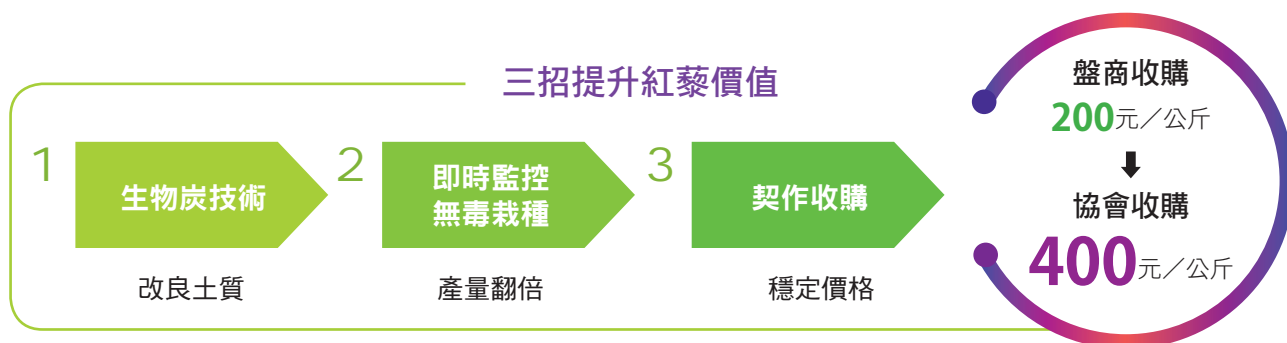 三招提升紅藜價值
1
生物炭技術
改良土質
2
即時監控
無毒栽種
產量翻倍
3
契作收購
穩定價格
盤商收購
200元／公斤
協會收購
400元／公斤